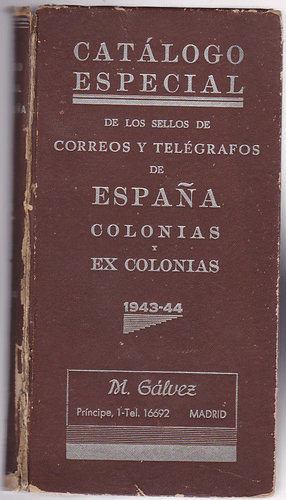 CATÁLOGO
ESPECIAL
DE LOS SELLOS DE
CORREOS Y TELÉGRAFOS
DE
ESPAÑA
COLONIAS
Y
EX COLONIAS
1943-44
M. Gálvez
Príncipe, 1-Tel. 16692 MADRID